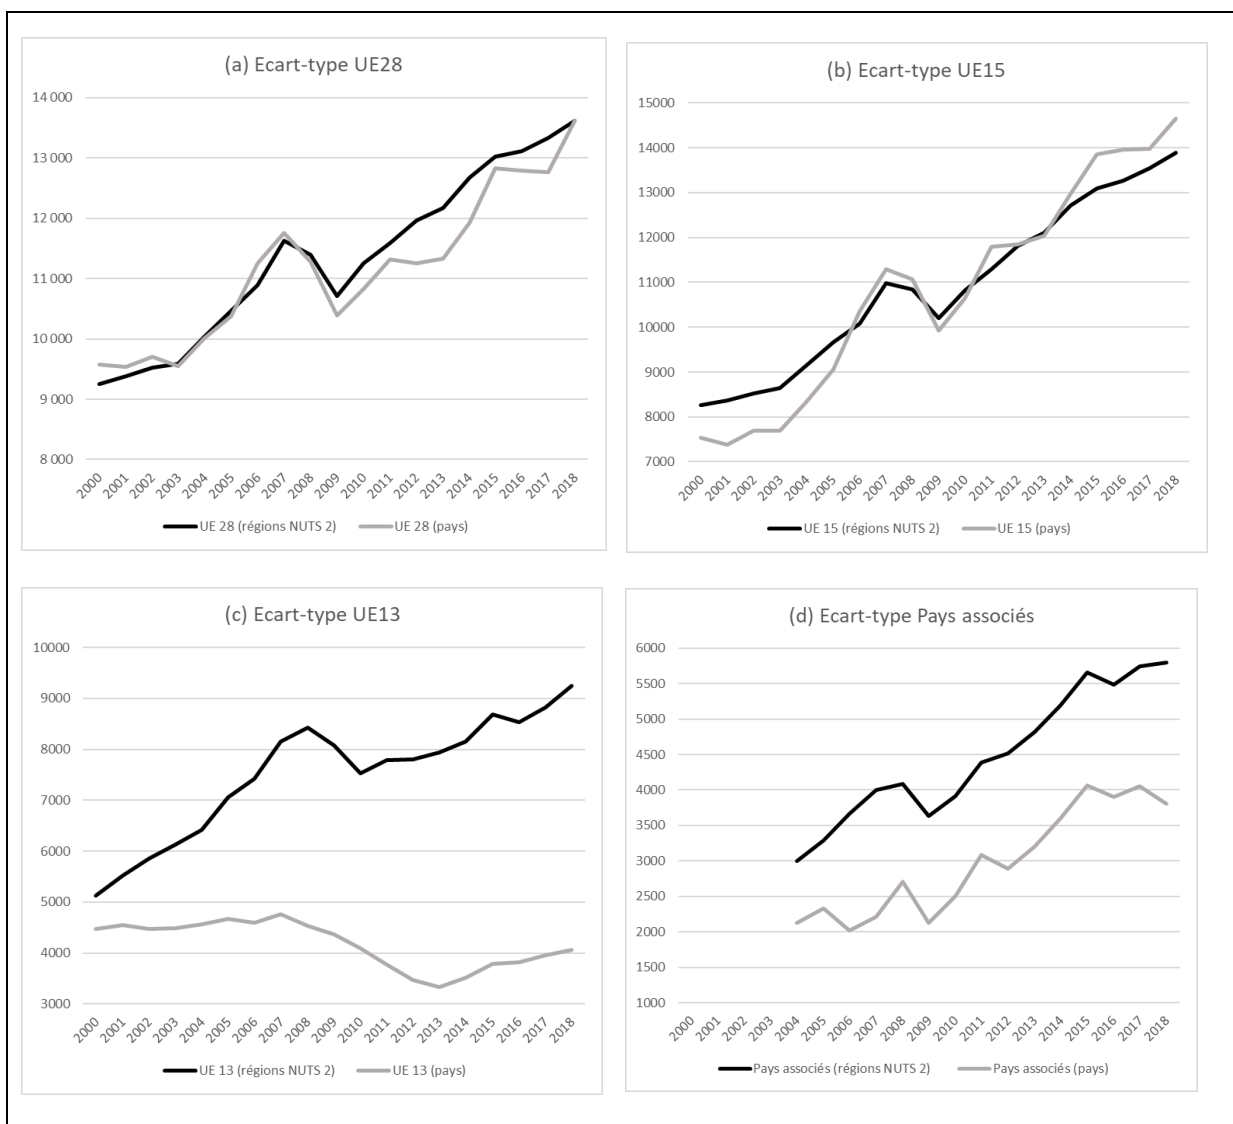 (a) Ecart-type UE28
14 000
13 000
12 000
11 000
10 000
9 000
8 000
2000 2001 2002 2003 2004 2005 2006 2007 2008 2009 2010 2011 2012 2013 2014 2015 2016 2017 2018
UE 28 (régions NUTS 2) UE 28 (pays)
(b) Ecart-type UE15
15000
14000
13000
12000
11000
10000
9000
8000
7000
2000 2001 2002 2003 2004 2005 2006 2007 2008 2009 2010 2011 2012 2013 2014 2015 2016 2017 2018
UE 15 (régions NUTS 2) UE 15 (pays)
(c) Ecart-type UE13
10000
9000
8000
7000
6000
5000
4000
3000
2000 2001 2002 2003 2004 2005 2006 2007 2008 2009 2010 2011 2012 2013 2014 2015 2016 2017 2018
UE 13 (régions NUTS 2) UE 13 (pays)
(d) Ecart-type Pays associés
6000
5500
5000
4500
4000
3500
3000
2500
2000
1500
1000
2000 2001 2002 2003 2004 2005 2006 2007 2008 2009 2010 2011 2012 2013 2014 2015 2016 2017 2018
Pays associés (régions NUTS 2) Pays associés (pays)